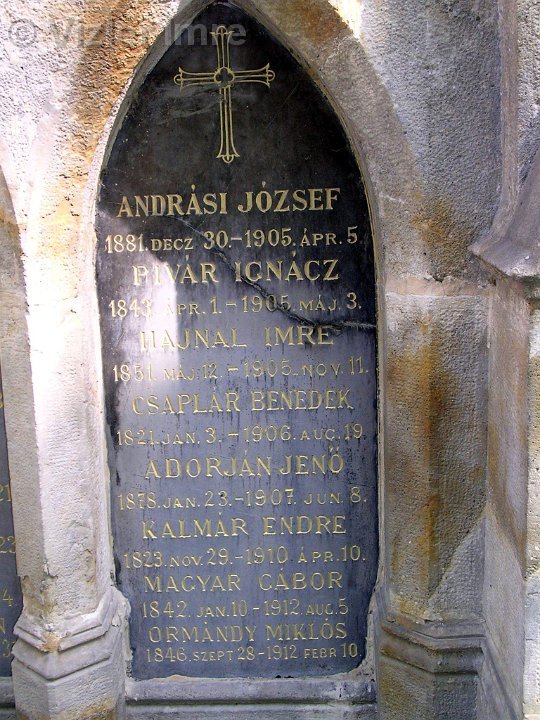 © Vizler Imre
ANDRÁSI JÓZSEF
1881. DECZ 30-1905. ÁPR. 5.
PIVÁR IGNÁCZ
1843. ÁPR. 1.-1905. MÁJ. 3.
HAJNAL IMRE
1851. MÁJ. 12.-1905. NOV. 11.
CSAPLÁR BENEDEK
1821. JAN. 3.-1906. AUG. 19.
ADORJÁN JENŐ
1878. JAN. 23.-1907. JUN. 8.
KALMÁR ENDRE
1823. NOV. 29.-1910. ÁPR. 10.
MAGYAR GÁBOR
1842. JAN. 10-1912. AUG. 5
ORMÁNDY MIKLÓS
1846. SZEPT 28-1912 FEBR 10.